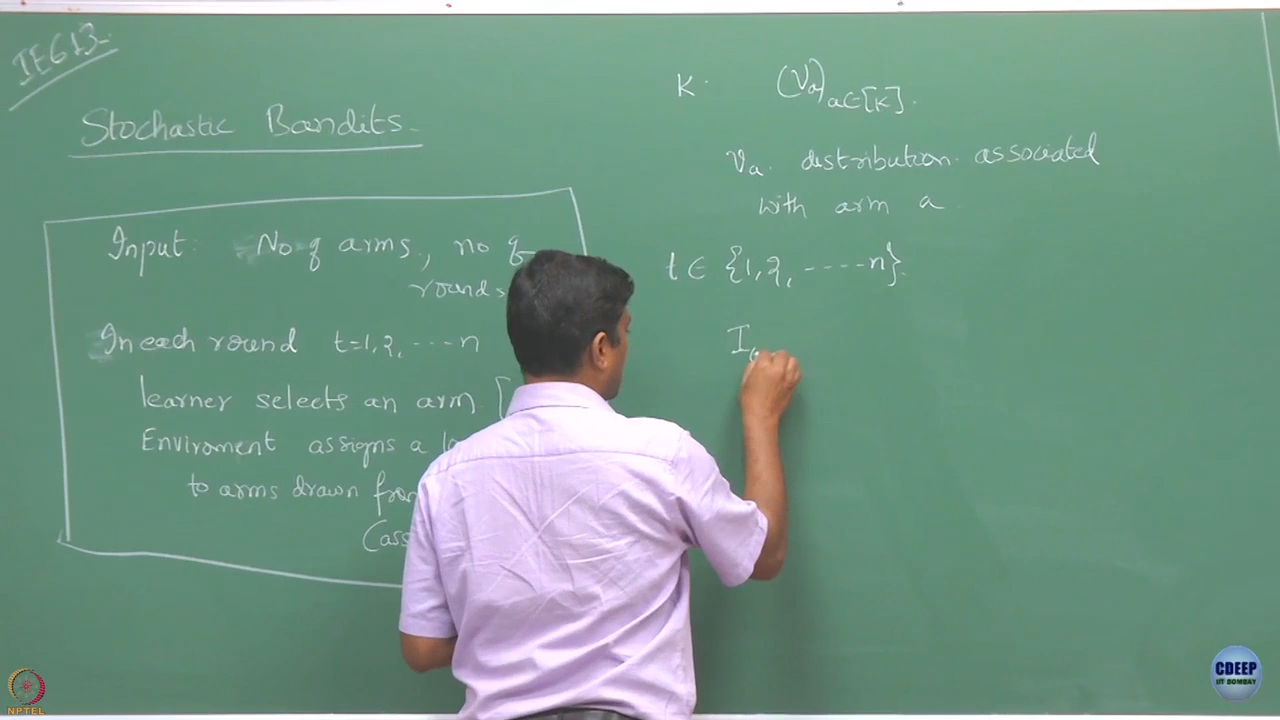 IE613
Stochastic Bandits
Input: No of arms, no of
rounds
In each round t=1,2,....n
learner selects an arm [
Enviroment assigns a
to arms drawn from
(ass
K. (ν_a)_{a∈[K]}.
ν_a. distribution associated
with arm a
t ∈ {1,2,-----n}.
I
NPTEL
CDEEP
IIT BOMBAY